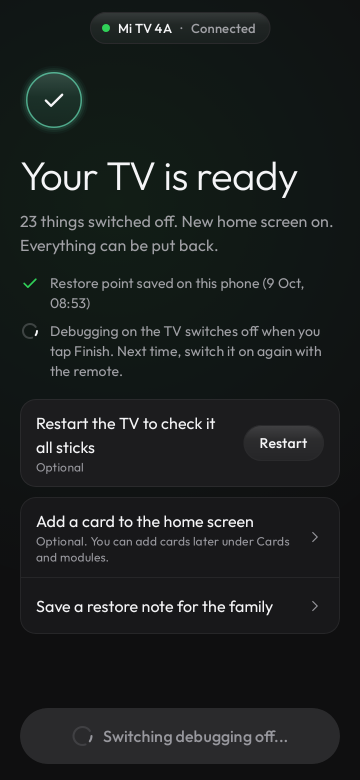 Mi TV 4A · Connected
Your TV is ready
23 things switched off. New home screen on.
Everything can be put back.
Restore point saved on this phone (9 Oct,
08:53)
Debugging on the TV switches off when you
tap Finish. Next time, switch it on again with
the remote.
Restart the TV to check it
all sticks
Optional
Restart
Add a card to the home screen
Optional. You can add cards later under Cards
and modules.
Save a restore note for the family
Switching debugging off...